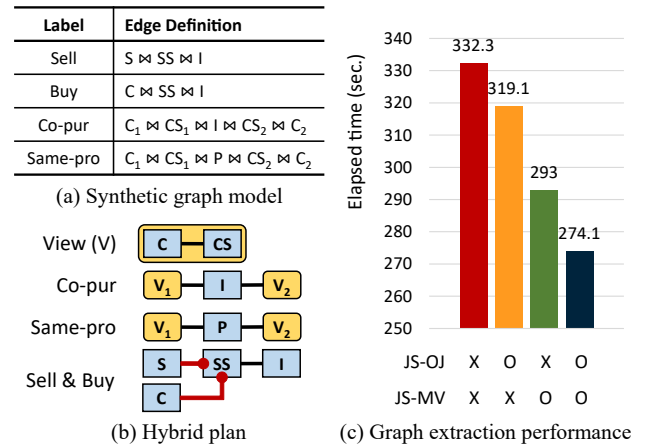 Label Edge Definition
Sell S ⋈ SS ⋈ I
Buy C ⋈ SS ⋈ I
Co-pur C₁ ⋈ CS₁ ⋈ I ⋈ CS₂ ⋈ C₂
Same-pro C₁ ⋈ CS₁ ⋈ P ⋈ CS₂ ⋈ C₂
(a) Synthetic graph model
View (V) C CS
Co-pur V₁ I V₂
Same-pro V₁ P V₂
Sell & Buy S SS I
C
(b) Hybrid plan
Elapsed time (sec.)
340
330
320
310
300
290
280
270
260
250
332.3
319.1
293
274.1
JS-OJ X O X O
JS-MV X X O O
(c) Graph extraction performance